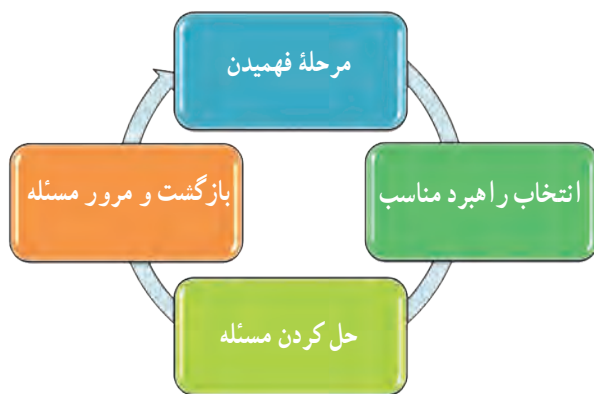 مرحلهٔ فهمیدن
انتخاب راهبرد مناسب
حل کردن مسئله
بازگشت و مرور مسئله